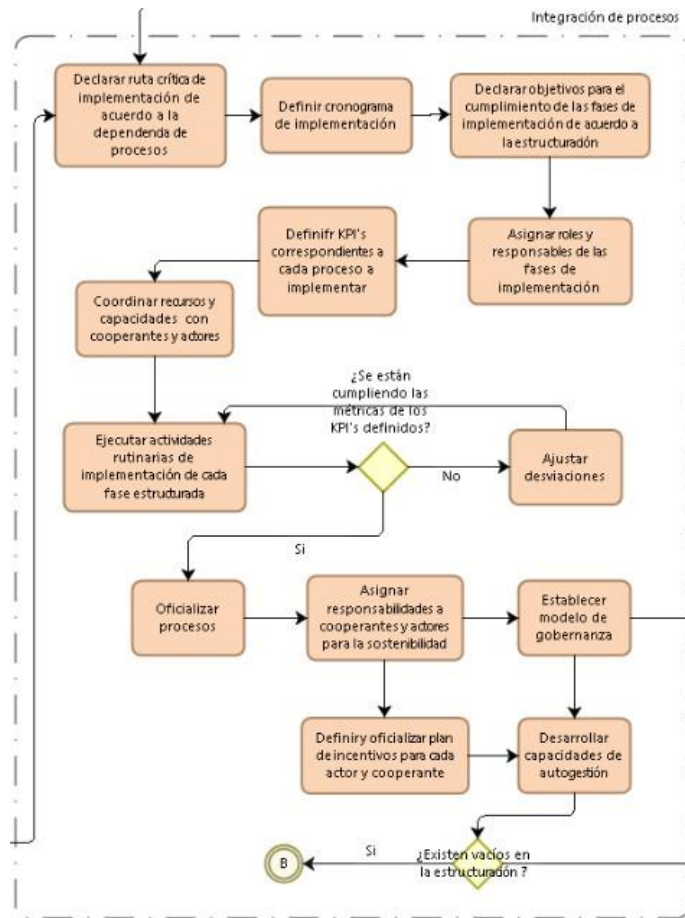 Integración de procesos
Declarar ruta crítica de
implementación de
acuerdo a la
dependenda de
procesos
Definir cronograma
de implementación
Declarar objetivos para el
cumplimiento de las fases de
implementación de acuerdo a
la estructuradón
Definifr KPI's
correspondientes a
cada proceso a
implementar
Asignar roles y
responsables de las
fases de
implementación
Coordinar recursos y
capacidades con
cooperantes y actores
¿Se están
cumpliendo las
métricas de los
KPI's definidos?
Ejecutar actividades
rutinarias de
implementación de cada
fase estructurada
No
Ajustar
desviaciones
Si
Oficializar
procesos
Asignar
responsabilidades a
cooperantes y actores
para la sostenibilidad
Establecer
modelo de
gobernanza
Definiry oficializar plan
de incentivos para cada
actor y cooperante
Desarrollar
capacidades de
autogestión
B
Si
¿Existen vacíos en
la estructuradón ?